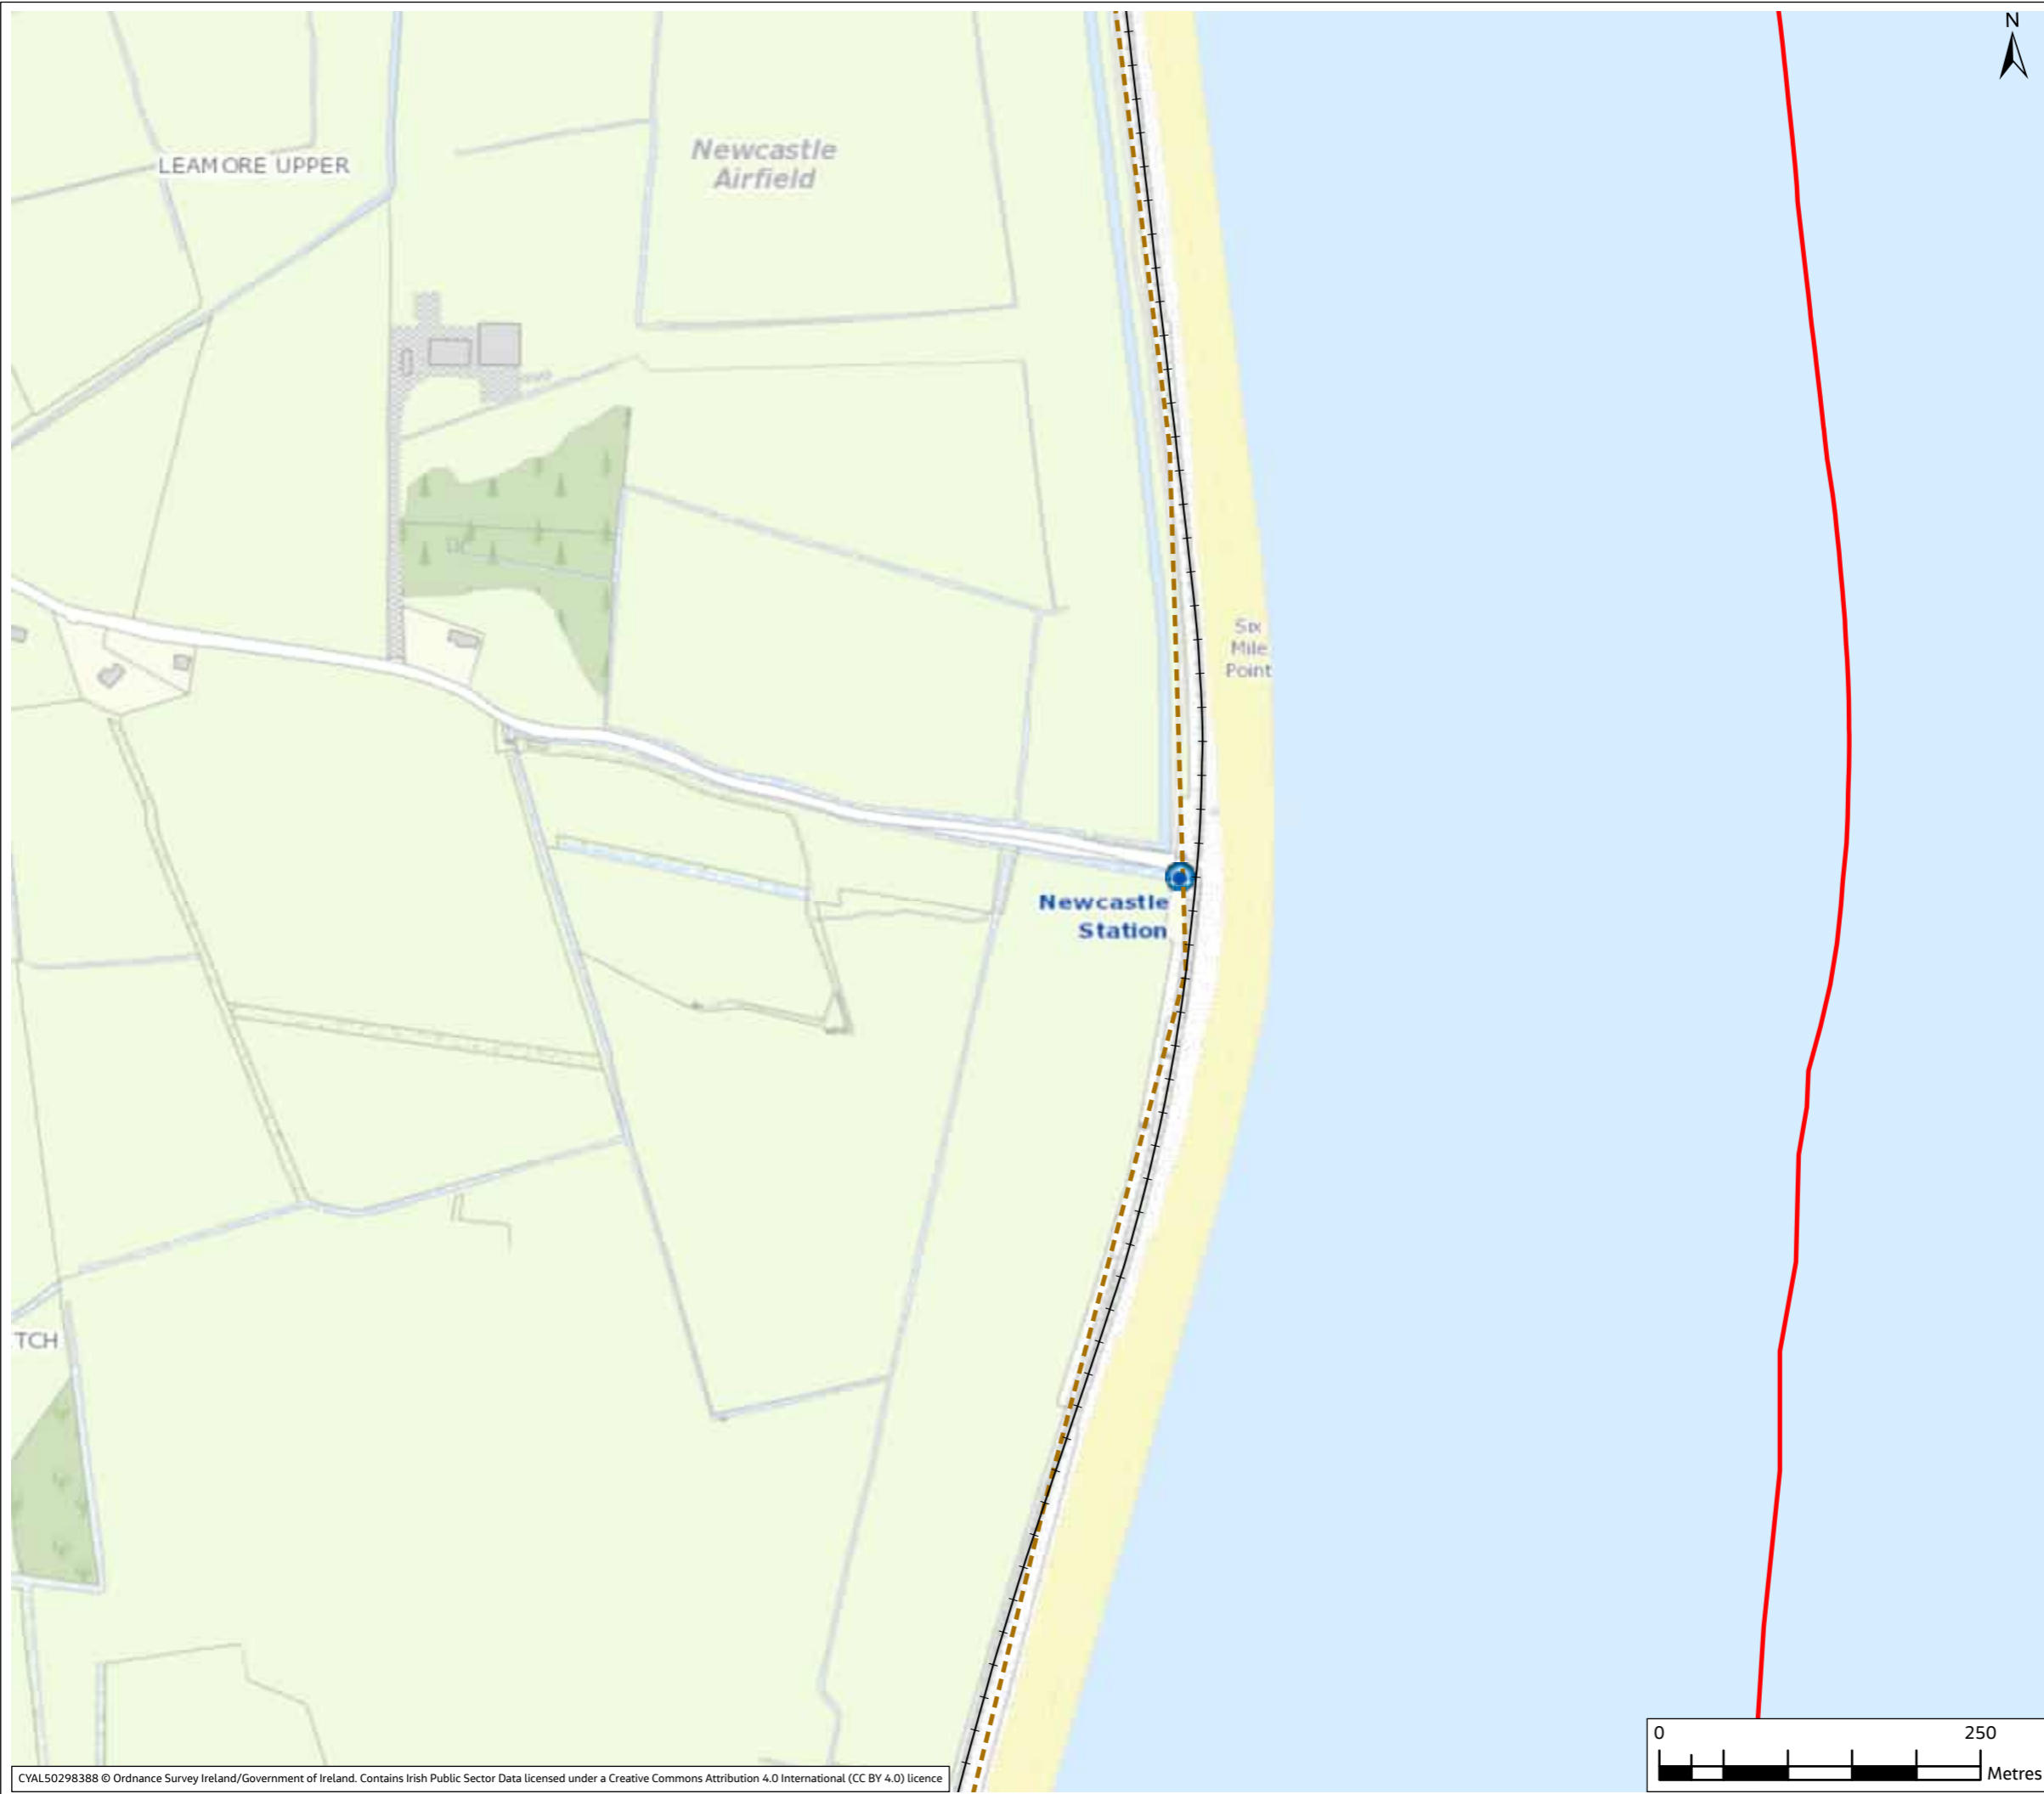 N
Newcastle
Airfield
LEAMORE UPPER
Six
Mile
Point
Newcastle
Station
TCH
0 250
Metres
CYAL50298388 © Ordnance Survey Ireland/Government of Ireland. Contains Irish Public Sector Data licensed under a Creative Commons Attribution 4.0 International (CC BY 4.0) licence